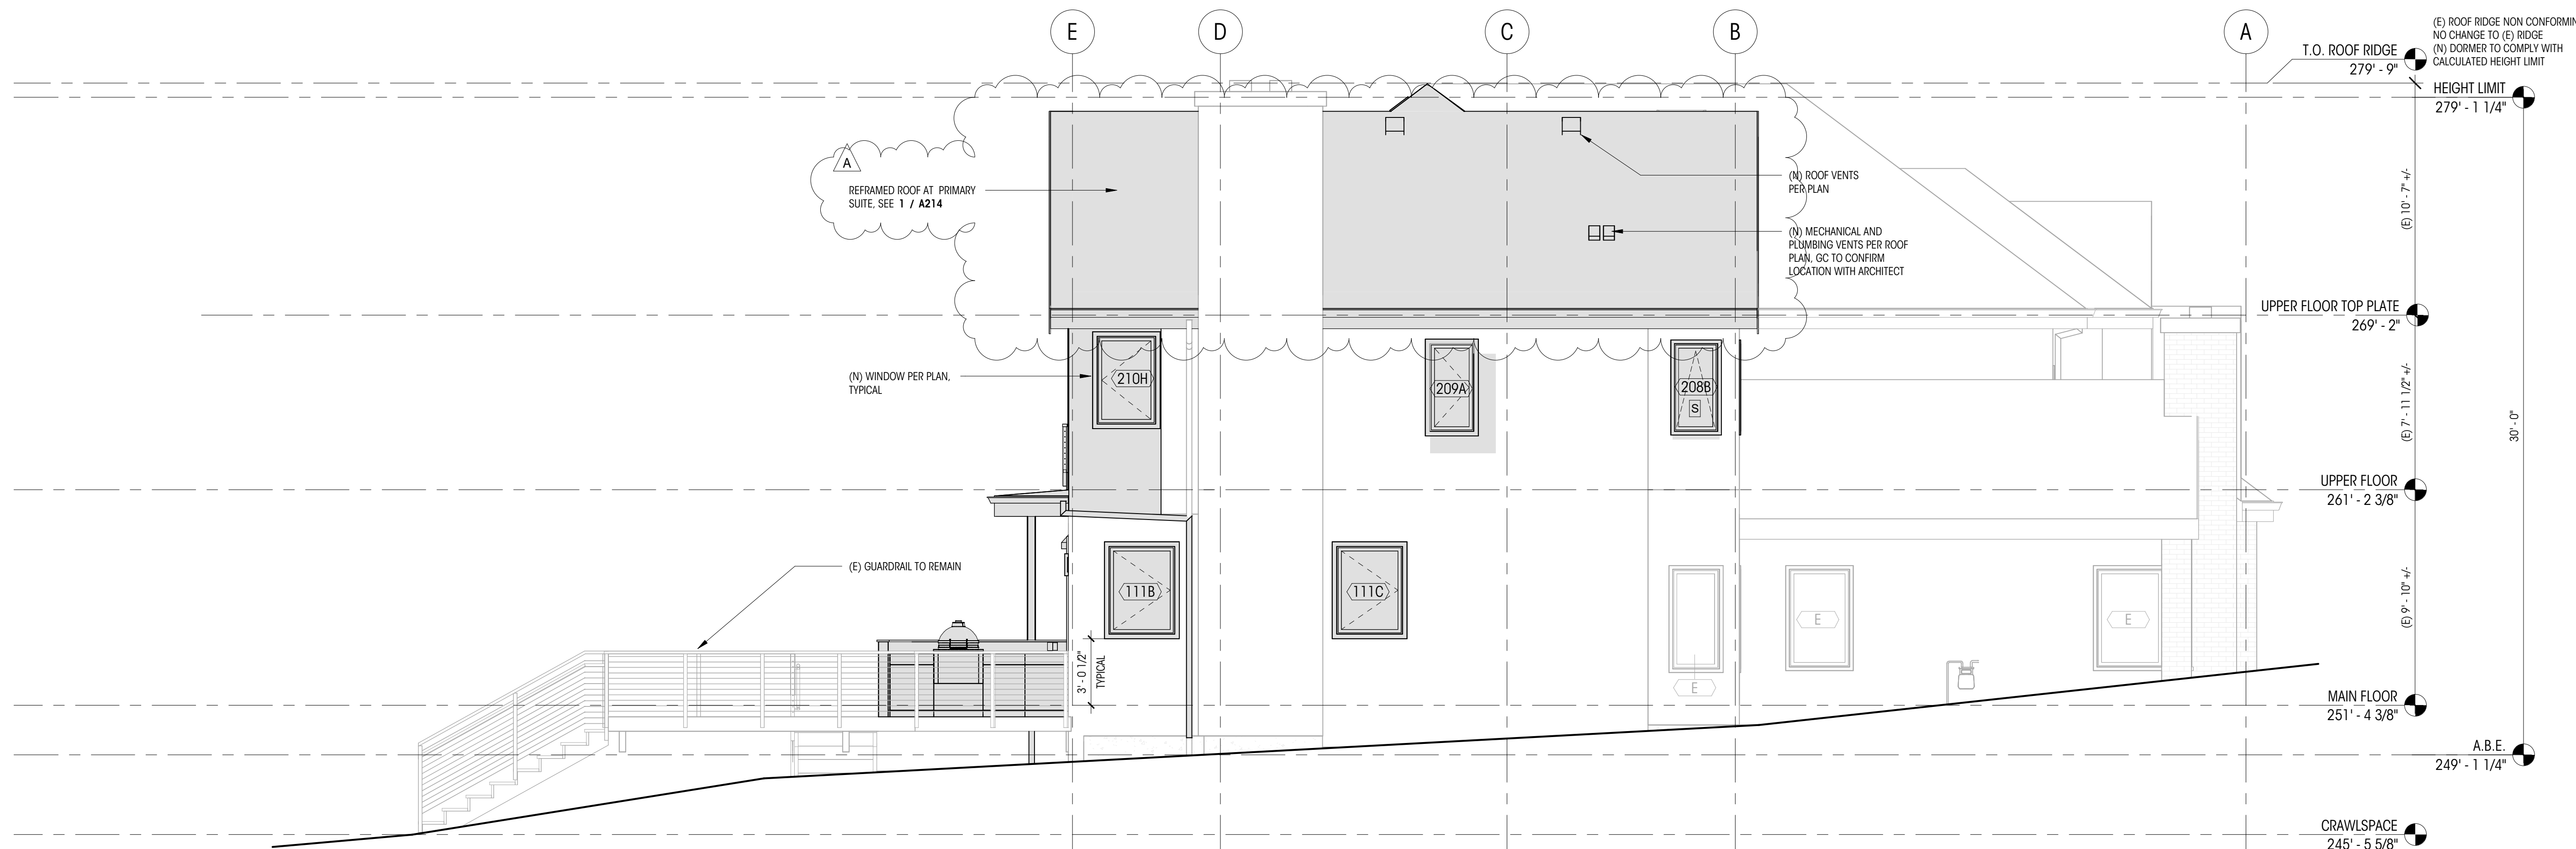 E
D
C
B
A
(E) ROOF RIDGE NON CONFORMIN
NO CHANGE TO (E) RIDGE
(N) DORMER TO COMPLY WITH
CALCULATED HEIGHT LIMIT
T.O. ROOF RIDGE
279' - 9"
HEIGHT LIMIT
279' - 1 1/4"
A
REFRAMED ROOF AT PRIMARY
SUITE, SEE 1 / A214
(N) ROOF VENTS
PER PLAN
(N) MECHANICAL AND
PLUMBING VENTS PER ROOF
PLAN, GC TO CONFIRM
LOCATION WITH ARCHITECT
(E) 10' - 7" +/-
UPPER FLOOR TOP PLATE
269' - 2"
(N) WINDOW PER PLAN,
TYPICAL
210H
209A
208B
S
(E) 7' - 11 1/2" +/-
30' - 0"
UPPER FLOOR
261' - 2 3/8"
(E) GUARDRAIL TO REMAIN
111B
111C
E
E
E
(E) 9' - 10" +/-
3' - 0 1/2"
TYPICAL
MAIN FLOOR
251' - 4 3/8"
A.B.E.
249' - 1 1/4"
CRAWLSPACE
245' - 5 5/8"